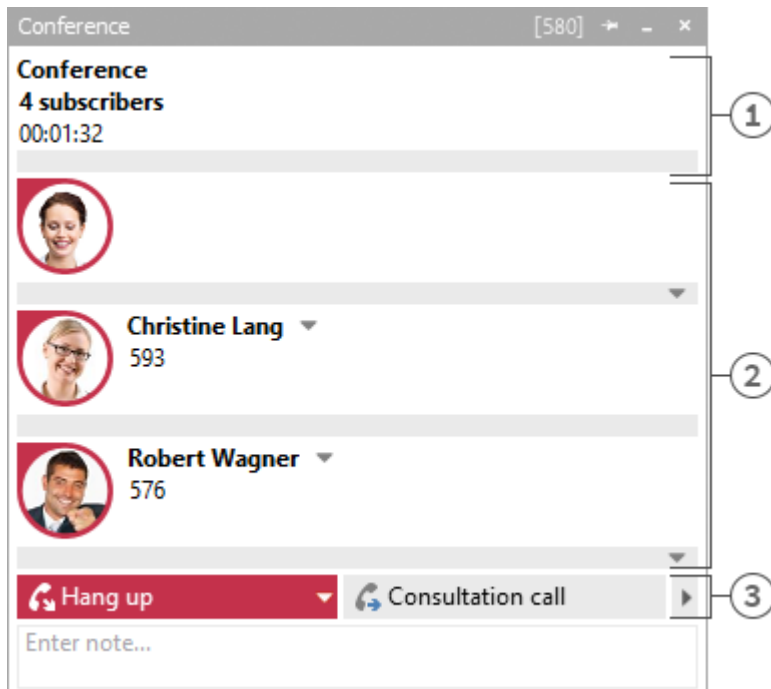 Conference [580]
Conference
4 subscribers
00:01:32
1
Christine Lang
593
2
Robert Wagner
576
Hang up Consultation call
3
Enter note...